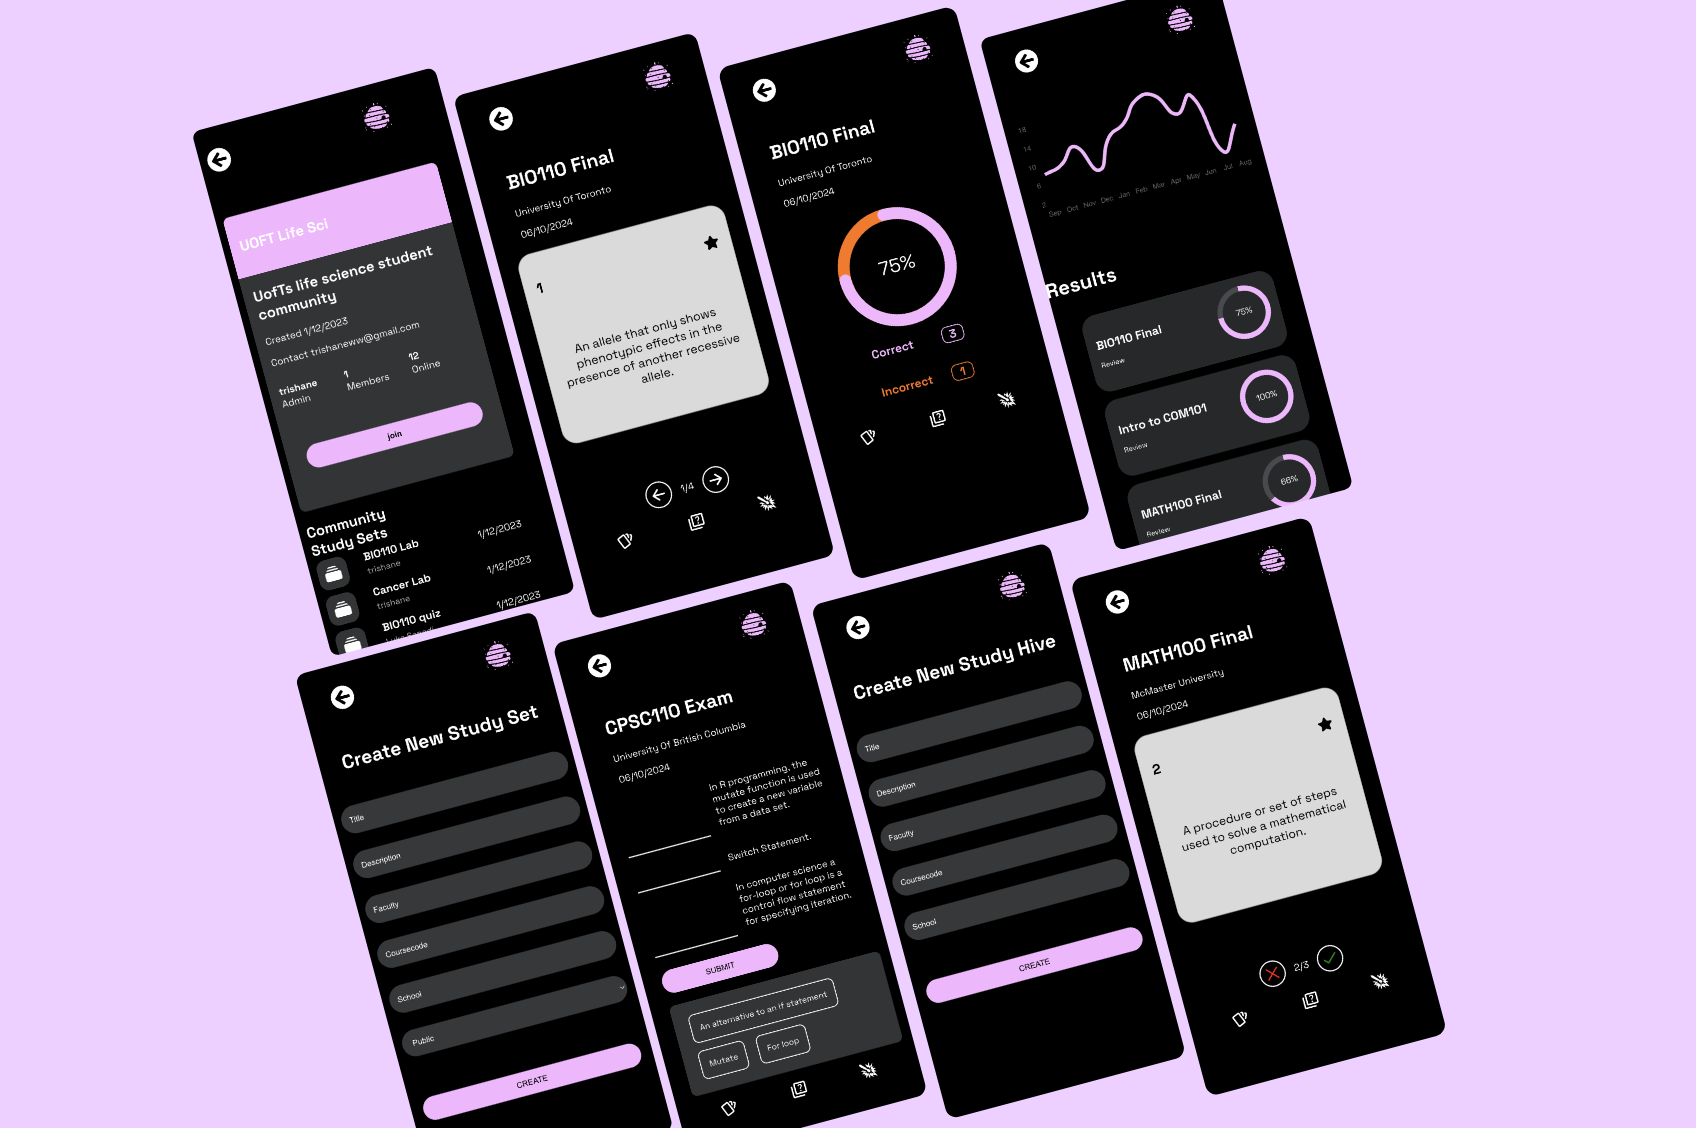 UOFT Life Sci
UofTs life science student
community
Created 1/12/2023
Contact trishaneww@gmail.com
trishane
Admin
1
Members
12
Online
join
Community
Study Sets
BIO110 Lab
trishane
1/12/2023
Cancer Lab
trishane
1/12/2023
BIO110 quiz
1/12/2023
BIO110 Final
University Of Toronto
06/10/2024
1
An allele that only shows
phenotypic effects in the
presence of another recessive
allele.
1/4
BIO110 Final
University Of Toronto
06/10/2024
75%
Correct 3
Incorrect 1
18
14
10
6
2
Sep Oct Nov Dec Jan Feb Mar Apr May Jun Jul Aug
Results
BIO110 Final
Review
75%
Intro to COM101
Review
100%
MATH100 Final
Review
66%
Create New Study Set
Title
Description
Faculty
Coursecode
School
Public
CREATE
CPSC110 Exam
University Of British Columbia
06/10/2024
In R programming, the
mutate function is used
to create a new variable
from a data set.
Switch Statement.
In computer science a
for-loop or for loop is a
control flow statement
for specifying iteration.
SUBMIT
An alternative to an if statement
Mutate
For loop
Create New Study Hive
Title
Description
Faculty
Coursecode
School
CREATE
MATH100 Final
McMaster University
06/10/2024
2
A procedure or set of steps
used to solve a mathematical
computation.
2/3